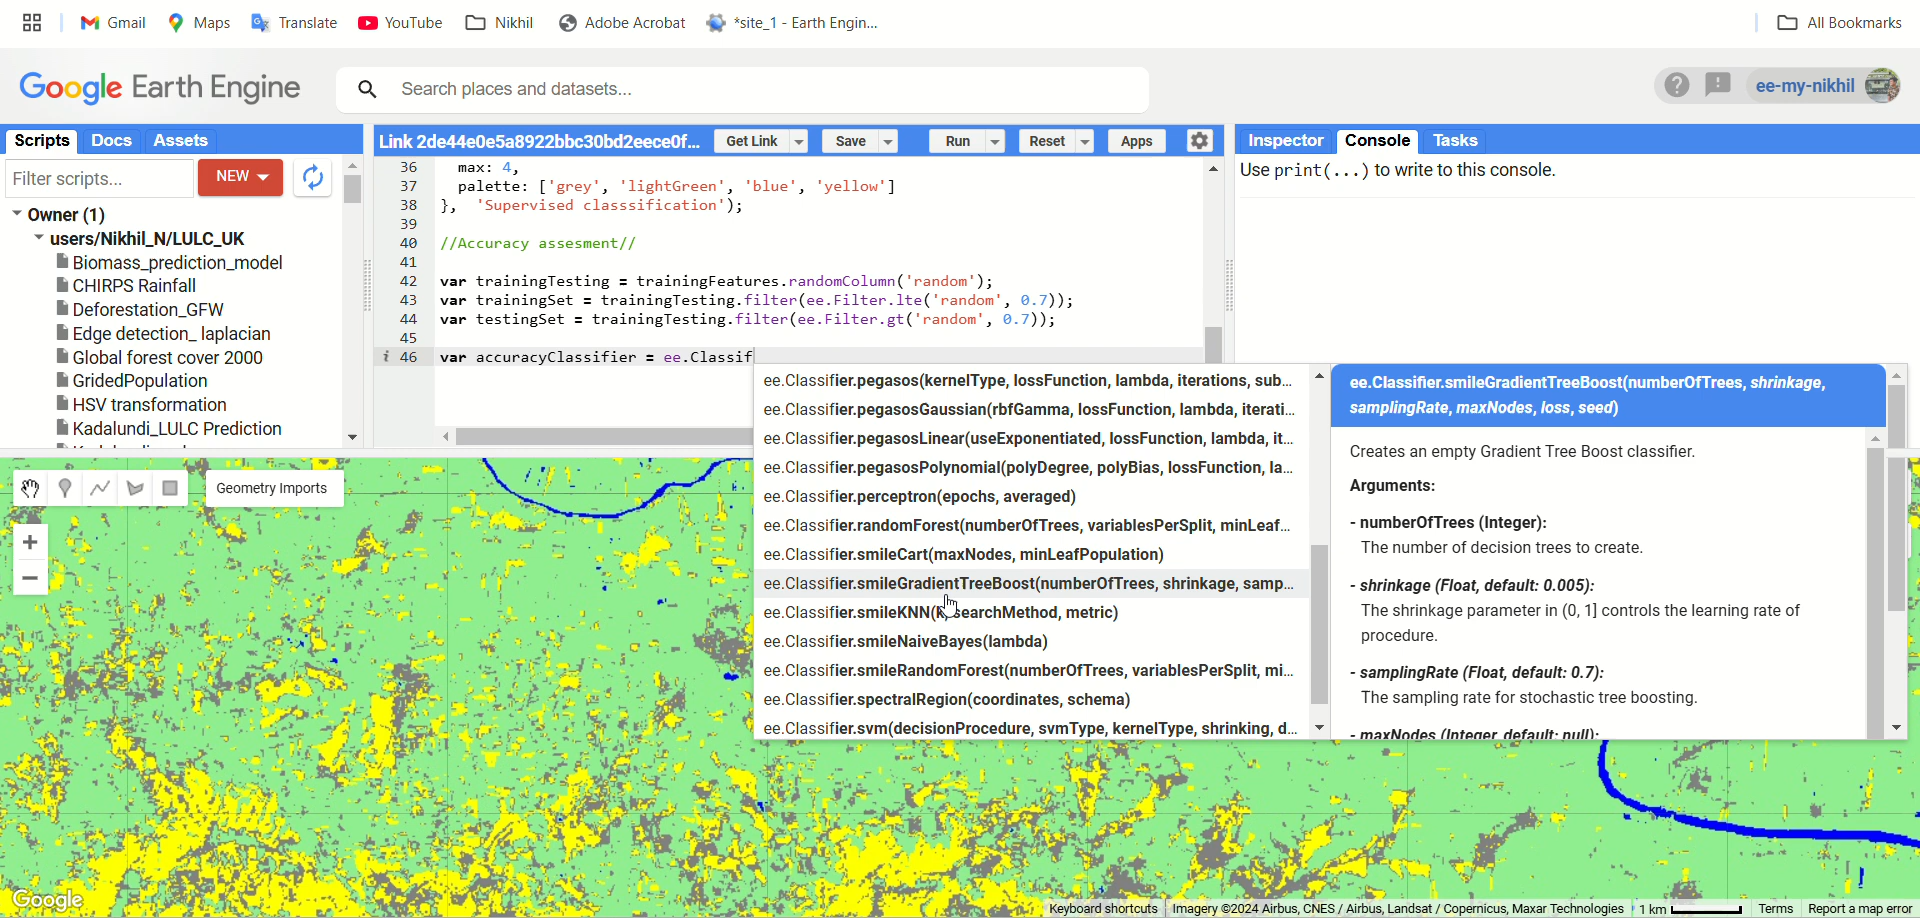 Gmail Maps Translate YouTube Nikhil Adobe Acrobat *site_1 - Earth Engin... All Bookmarks
Google Earth Engine Search places and datasets... ee-my-nikhil
Scripts Docs Assets
Filter scripts... NEW
Owner (1)
users/Nikhil_N/LULC_UK
Biomass_prediction_model
CHIRPS Rainfall
Deforestation_GFW
Edge detection_ laplacian
Global forest cover 2000
GridedPopulation
HSV transformation
Kadalundi_LULC Prediction
Link 2de44e0e5a8922bbc30bd2eece0f... Get Link Save Run Reset Apps
36 max: 4,
37 palette: ['grey', 'lightGreen', 'blue', 'yellow']
38 }, 'Supervised classsification');
39
40 //Accuracy assesment//
41
42 var trainingTesting = trainingFeatures.randomColumn('random');
43 var trainingSet = trainingTesting.filter(ee.Filter.lte('random', 0.7));
44 var testingSet = trainingTesting.filter(ee.Filter.gt('random', 0.7));
45
i 46 var accuracyClassifier = ee.Classif
Inspector Console Tasks
Use print(...) to write to this console.
ee.Classifier.pegasos(kernelType, lossFunction, lambda, iterations, sub...
ee.Classifier.pegasosGaussian(rbfGamma, lossFunction, lambda, iterati...
ee.Classifier.pegasosLinear(useExponentiated, lossFunction, lambda, it...
ee.Classifier.pegasosPolynomial(polyDegree, polyBias, lossFunction, la...
ee.Classifier.perceptron(epochs, averaged)
ee.Classifier.randomForest(numberOfTrees, variablesPerSplit, minLeaf...
ee.Classifier.smileCart(maxNodes, minLeafPopulation)
ee.Classifier.smileGradientTreeBoost(numberOfTrees, shrinkage, samp...
ee.Classifier.smileKNN(k, searchMethod, metric)
ee.Classifier.smileNaiveBayes(lambda)
ee.Classifier.smileRandomForest(numberOfTrees, variablesPerSplit, mi...
ee.Classifier.spectralRegion(coordinates, schema)
ee.Classifier.svm(decisionProcedure, svmType, kernelType, shrinking, d...
ee.Classifier.smileGradientTreeBoost(numberOfTrees, shrinkage,
samplingRate, maxNodes, loss, seed)
Creates an empty Gradient Tree Boost classifier.
Arguments:
- numberOfTrees (Integer):
The number of decision trees to create.
- shrinkage (Float, default: 0.005):
The shrinkage parameter in (0, 1] controls the learning rate of
procedure.
- samplingRate (Float, default: 0.7):
The sampling rate for stochastic tree boosting.
- maxNodes (Integer, default: null):
Geometry Imports
Google
Keyboard shortcuts Imagery ©2024 Airbus, CNES / Airbus, Landsat / Copernicus, Maxar Technologies 1 km Terms Report a map error